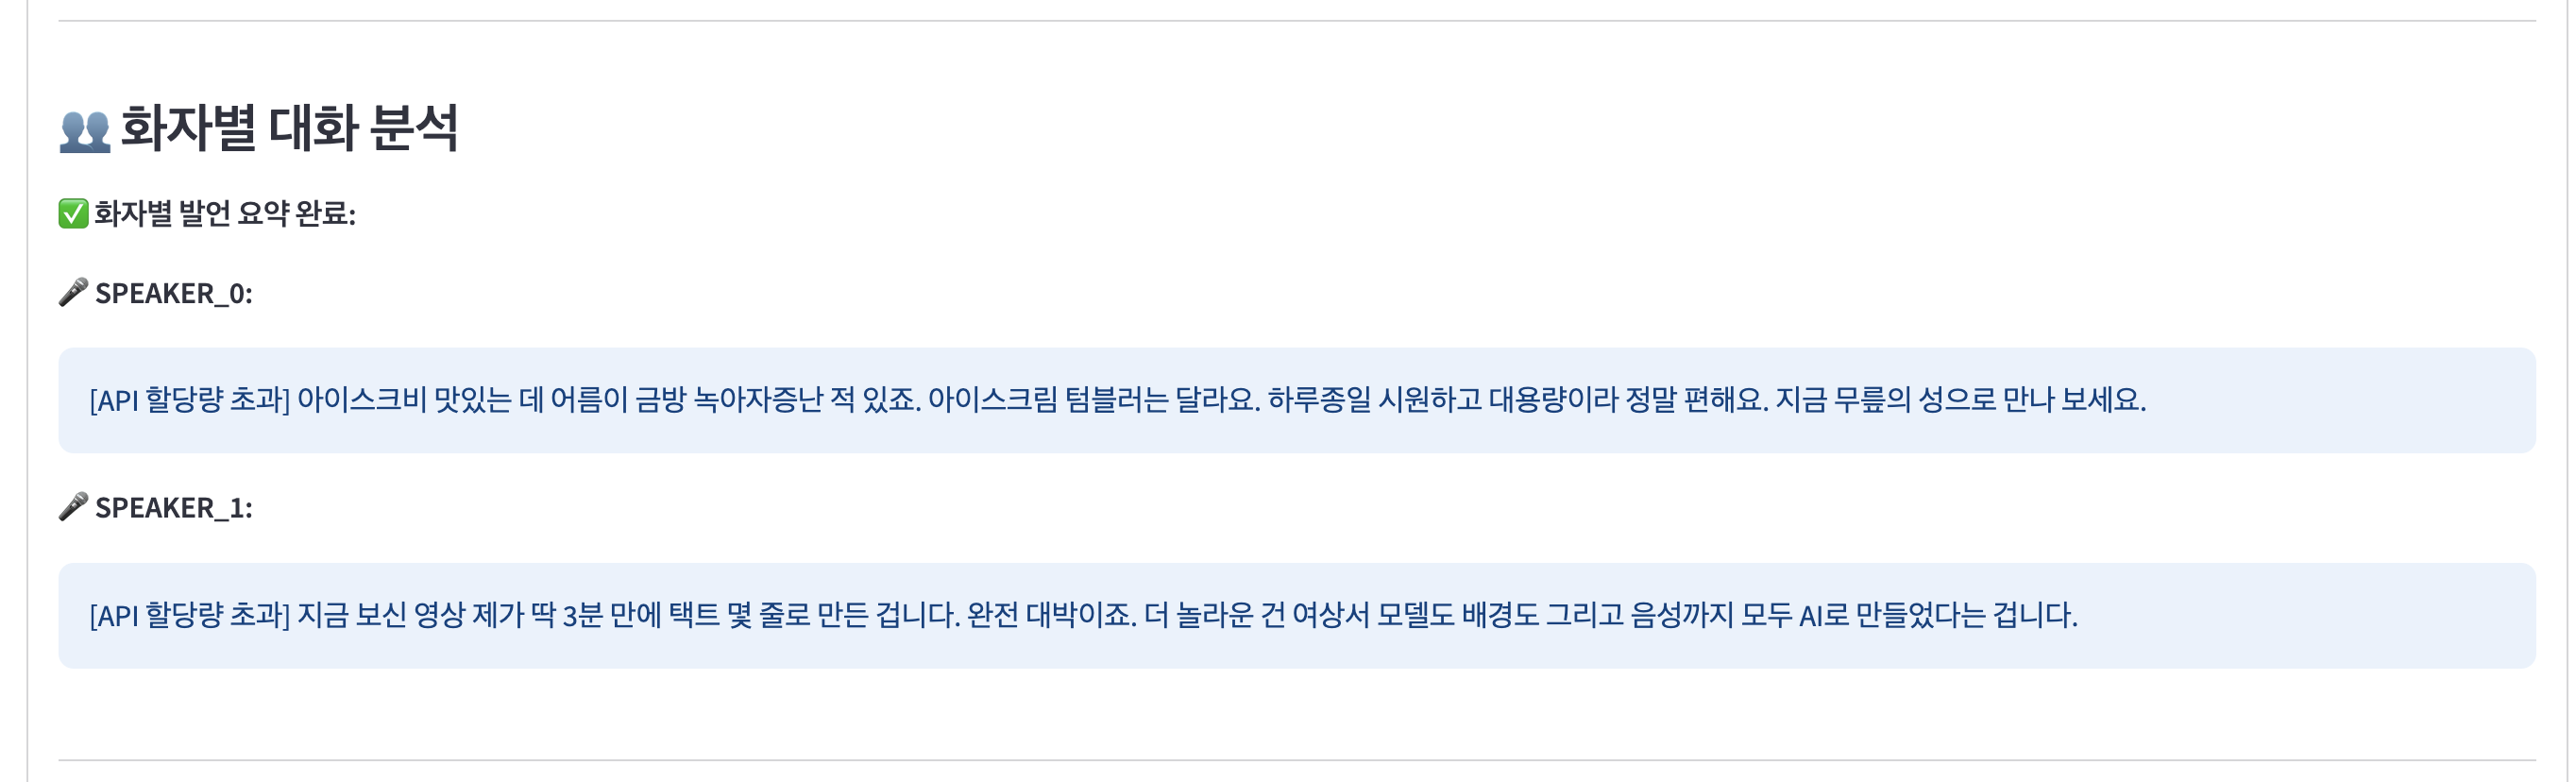 화자별 대화 분석
화자별 발언 요약 완료:
SPEAKER_0:
[API 할당량 초과] 아이스크비 맛있는 데 어름이 금방 녹아자증난 적 있죠. 아이스크림 텀블러는 달라요. 하루종일 시원하고 대용량이라 정말 편해요. 지금 무릎의 성으로 만나 보세요.
SPEAKER_1:
[API 할당량 초과] 지금 보신 영상 제가 딱 3분 만에 택트 몇 줄로 만든 겁니다. 완전 대박이죠. 더 놀라운 건 여상서 모델도 배경도 그리고 음성까지 모두 AI로 만들었다는 겁니다.